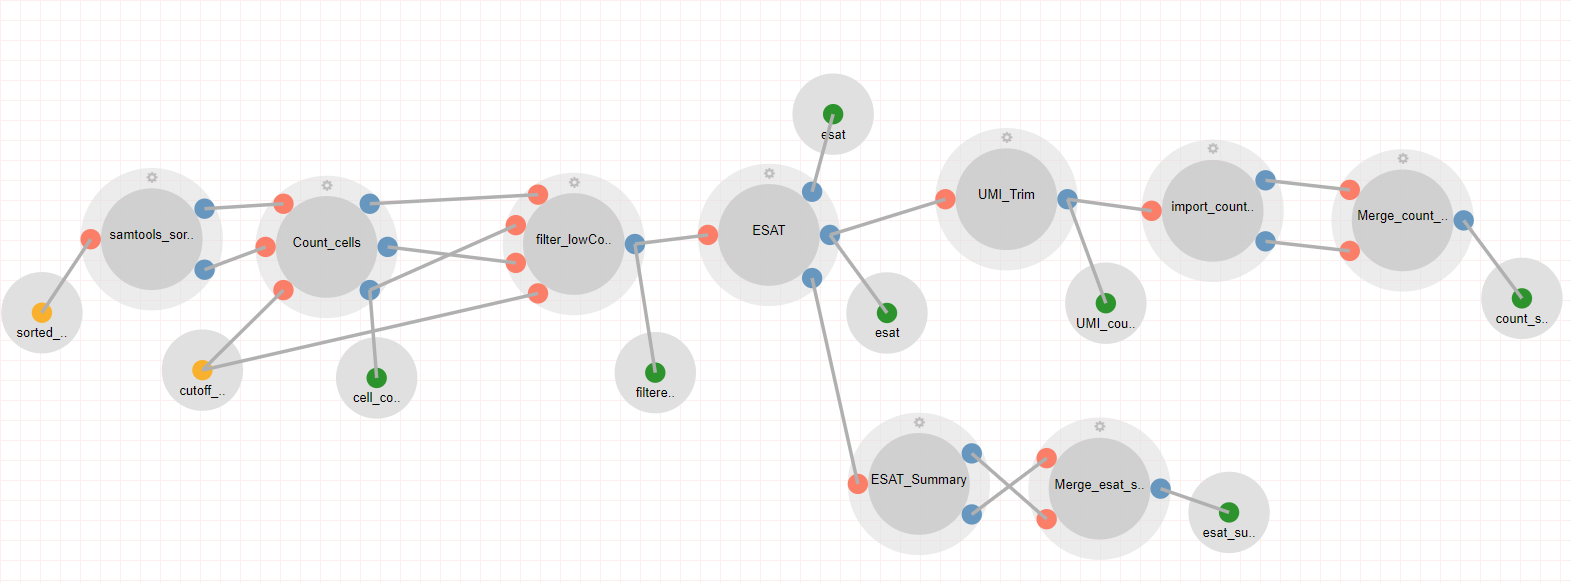 esat
UMI_Trim
import_count..
Merge_count_..
samtools_sor..
Count_cells
filter_lowCo..
ESAT
sorted_..
cutoff_..
cell_co..
filtere..
esat
UMI_cou..
count_s..
ESAT_Summary
Merge_esat_s..
esat_su..